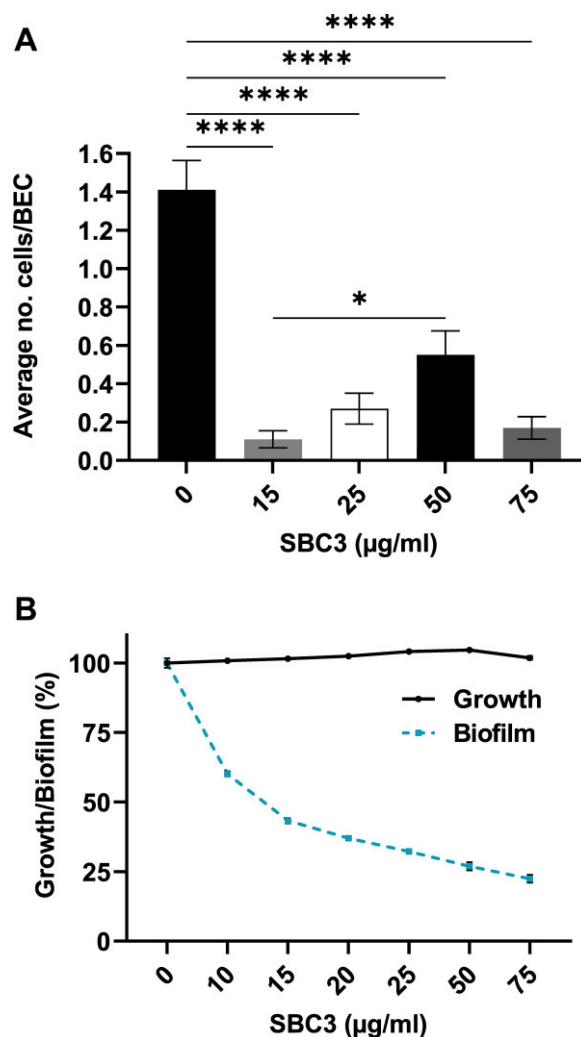 A
****
****
****
****
*
Average no. cells/BEC
1.6
1.4
1.2
1.0
0.8
0.6
0.4
0.2
0.0
0 15 25 50 75
SBC3 (µg/ml)
B
Growth/Biofilm (%)
100
75
50
25
0
Growth
Biofilm
0 10 15 20 25 50 75
SBC3 (µg/ml)